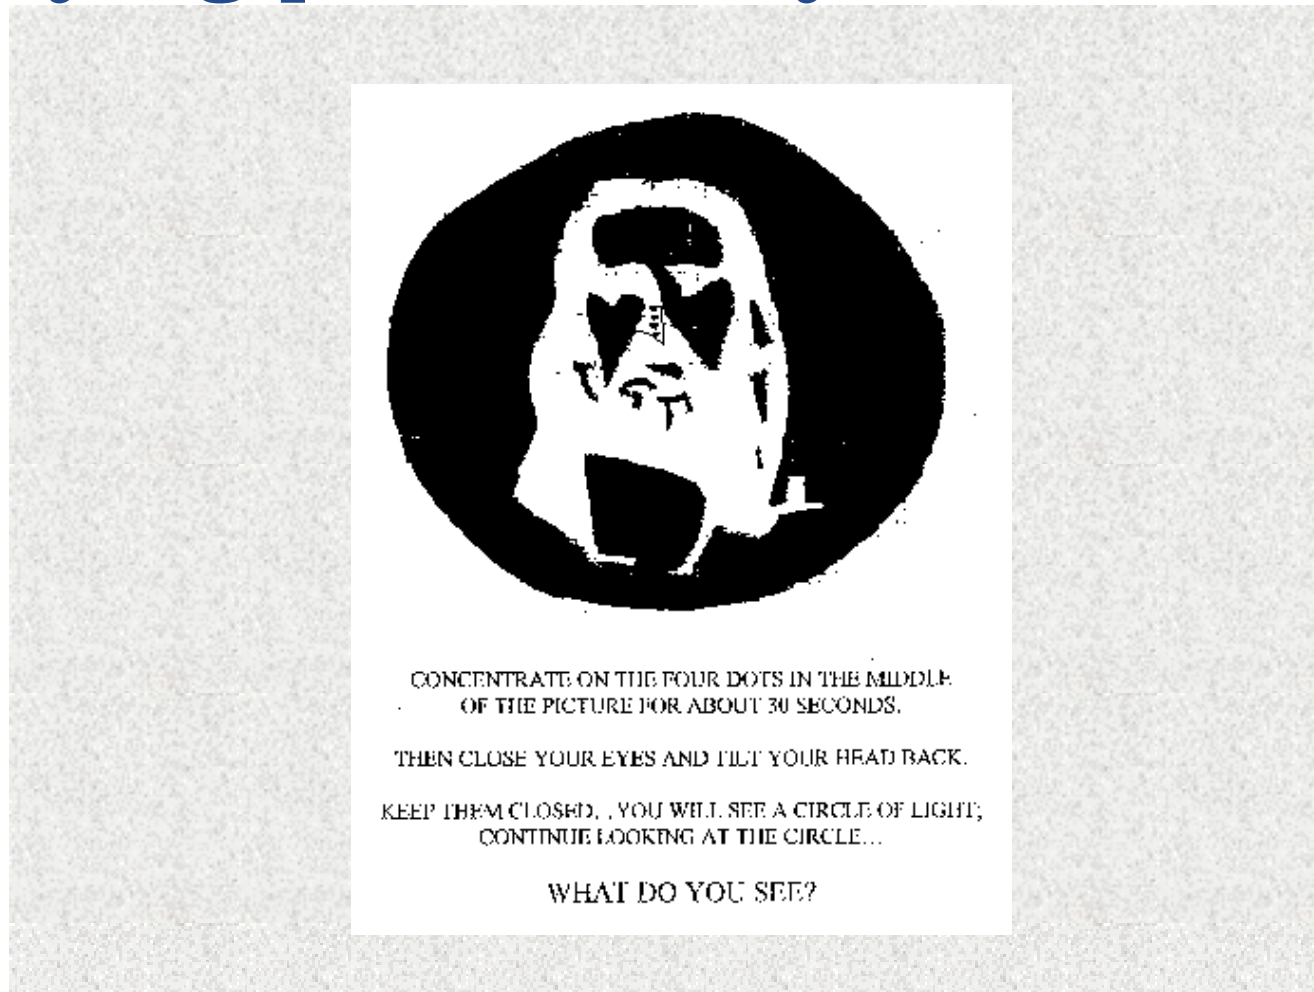 CONCENTRATE ON THE FOUR DOTS IN THE MIDDLE
OF THE PICTURE FOR ABOUT 30 SECONDS.
THEN CLOSE YOUR EYES AND TILT YOUR HEAD BACK.
KEEP THEM CLOSED. . YOU WILL SEE A CIRCLE OF LIGHT;
CONTINUE LOOKING AT THE CIRCLE...
WHAT DO YOU SEE?